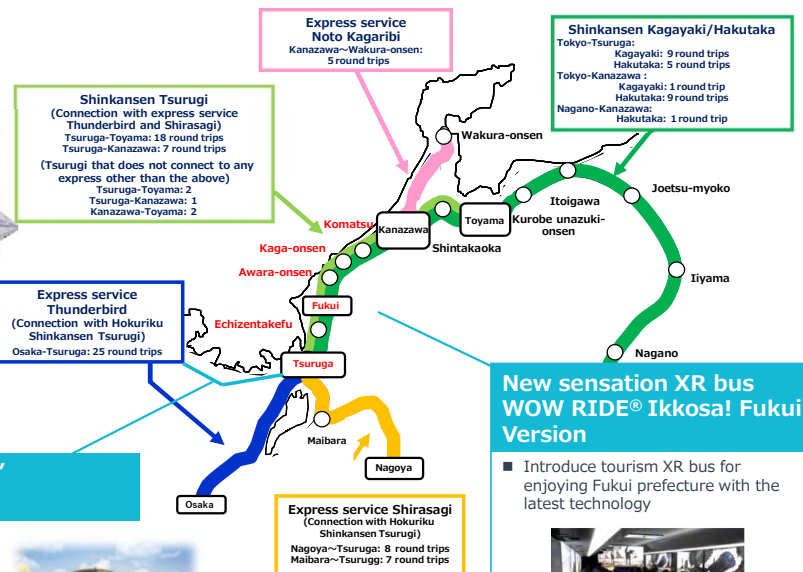 Express service
Noto Kagaribi
Kanazawa～Wakura-onsen:
5 round trips
Shinkansen Kagayaki/Hakutaka
Tokyo-Tsuruga:
Kagayaki: 9 round trips
Hakutaka: 5 round trips
Tokyo-Kanazawa :
Kagayaki: 1 round trip
Hakutaka: 9 round trips
Nagano-Kanazawa:
Hakutaka: 1 round trip
Shinkansen Tsurugi
(Connection with express service
Thunderbird and Shirasagi)
Tsuruga-Toyama: 18 round trips
Tsuruga-Kanazawa: 7 round trips
(Tsurugi that does not connect to any
express other than the above)
Tsuruga-Toyama: 2
Tsuruga-Kanazawa: 1
Kanazawa-Toyama: 2
Wakura-onsen
Joetsu-myoko
Itoigawa
Kurobe unazuki-
onsen
Toyama
Shintakaoka
Kanazawa
Komatsu
Kaga-onsen
Awara-onsen
Iiyama
Nagano
Fukui
Echizentakefu
Tsuruga
Express service
Thunderbird
(Connection with Hokuriku
Shinkansen Tsurugi)
Osaka-Tsuruga: 25 round trips
Maibara
Nagoya
Osaka
Express service Shirasagi
(Connection with Hokuriku
Shinkansen Tsurugi)
Nagoya～Tsuruga: 8 round trips
Maibara～Tsurugg: 7 round trips
New sensation XR bus
WOW RIDE® Ikkosa! Fukui
Version
■ Introduce tourism XR bus for
enjoying Fukui prefecture with the
latest technology